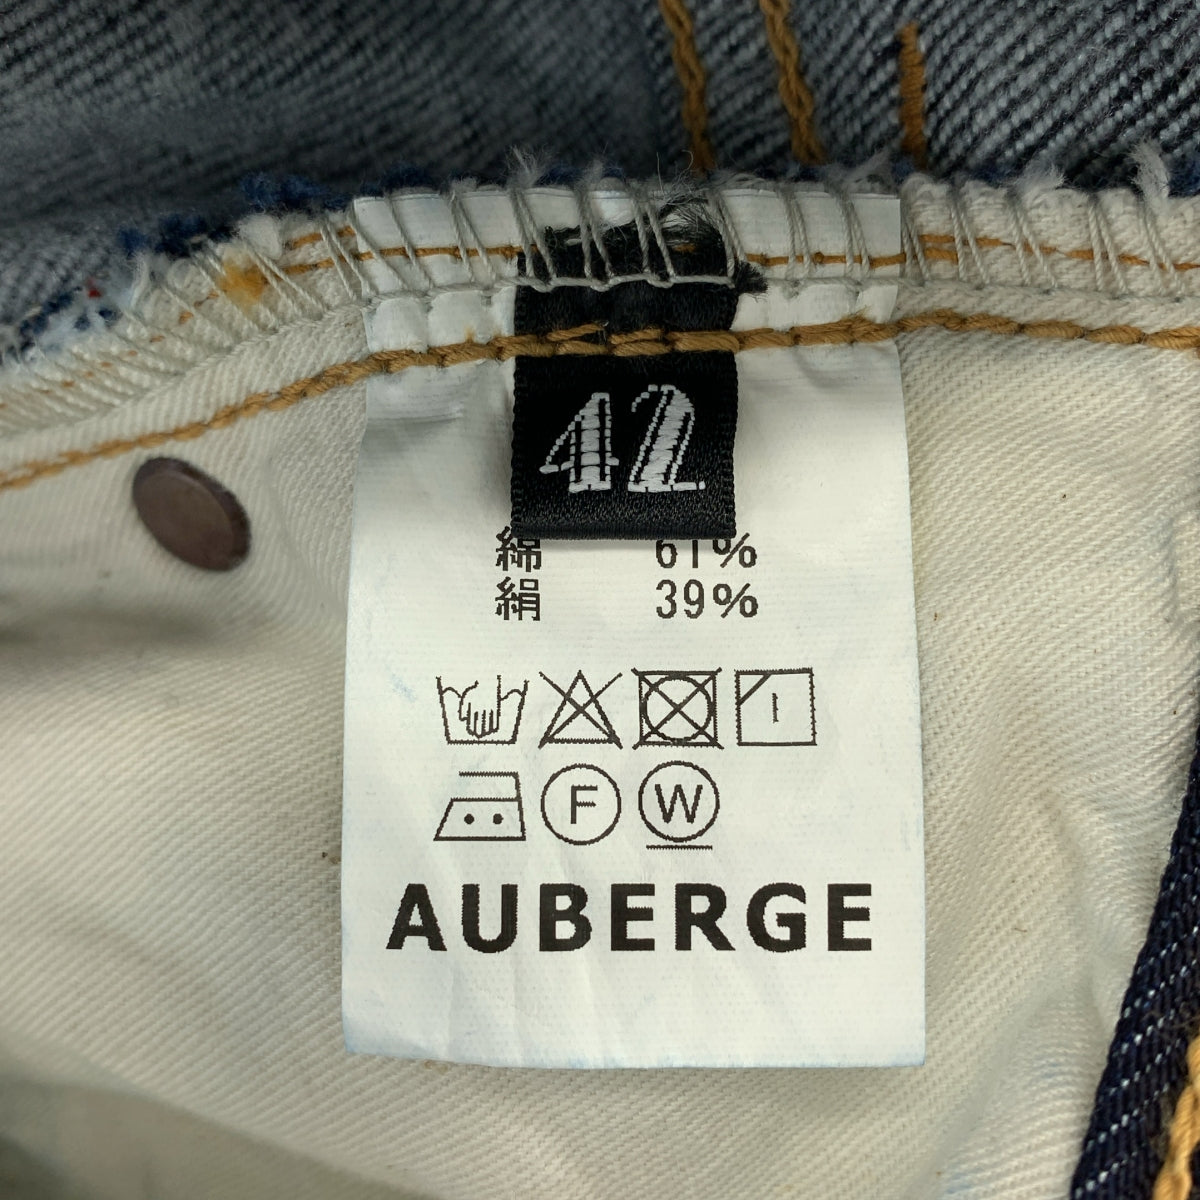 42
綿 61%
絹 39%
F W
AUBERGE